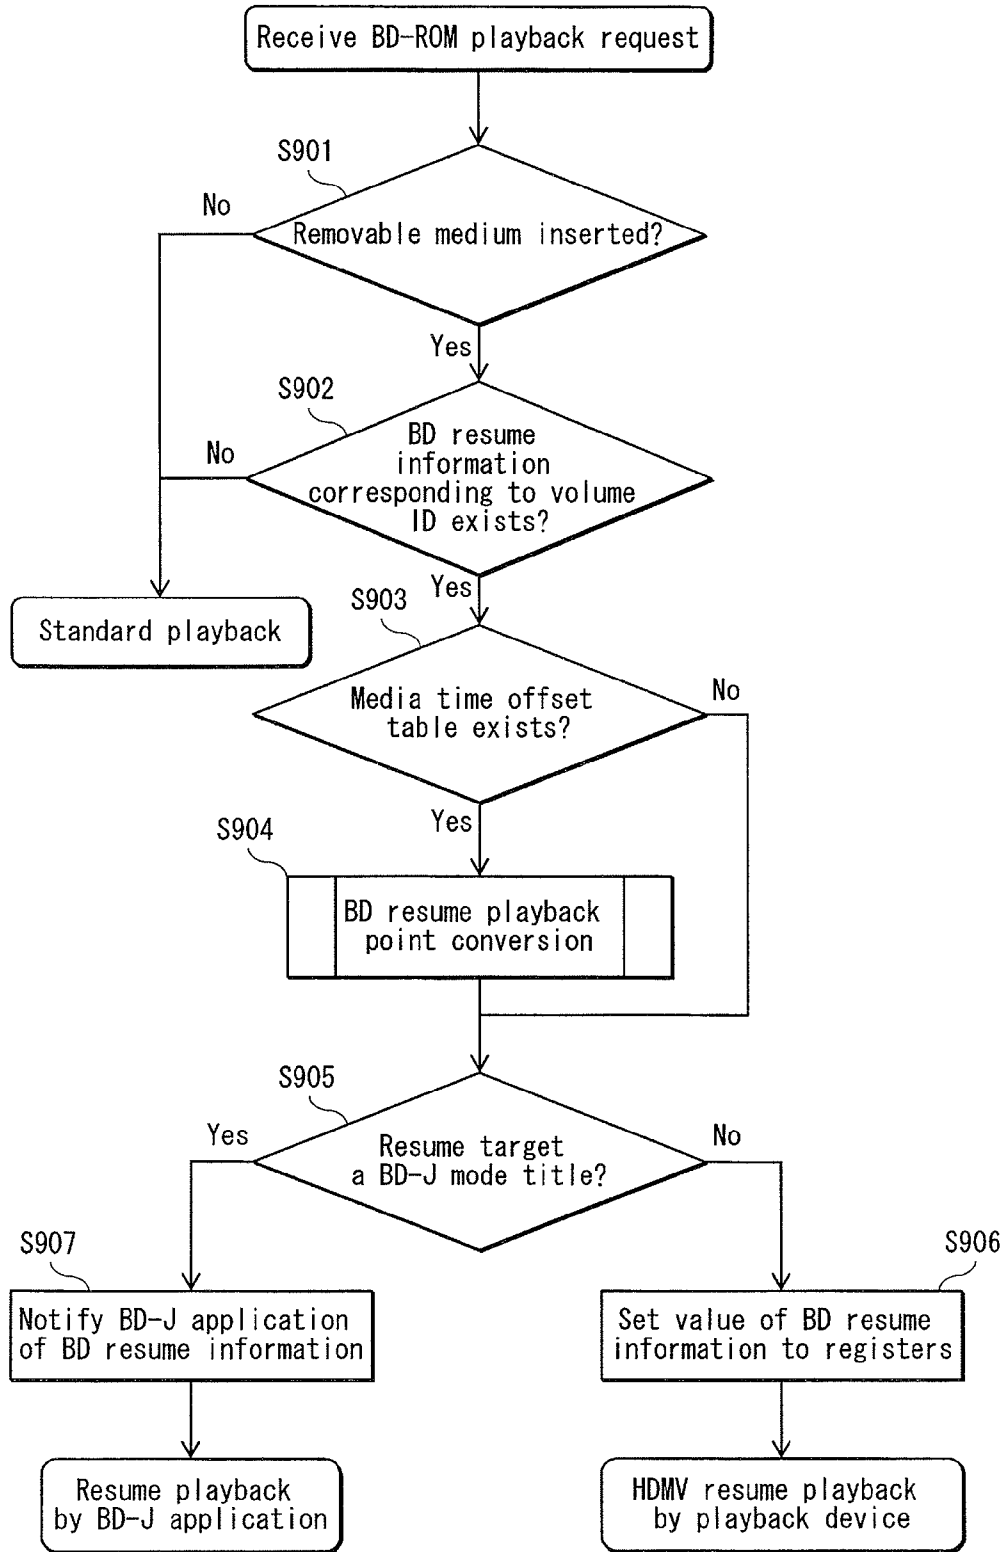 Receive BD-ROM playback request
S901
No
Removable medium inserted?
Yes
S902
No
BD resume
information
corresponding to volume
ID exists?
Yes
S903
Standard playback
Media time offset
table exists?
No
Yes
S904
BD resume playback
point conversion
S905
Yes
Resume target
a BD-J mode title?
No
S907
S906
Notify BD-J application
of BD resume information
Set value of BD resume
information to registers
Resume playback
by BD-J application
HDMV resume playback
by playback device